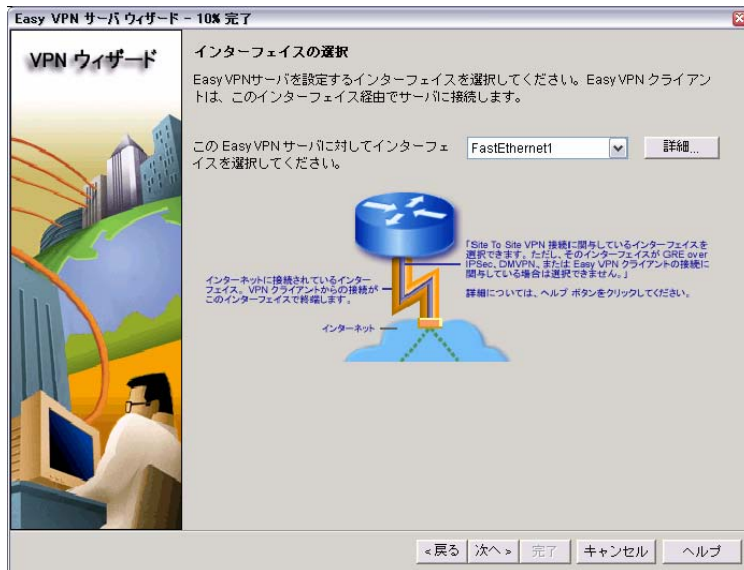 Easy VPN サーバ ウィザード - 10% 完了
VPN ウィザード
インターフェイスの選択
Easy VPNサーバを設定するインターフェイスを選択してください。Easy VPN クライアン
トは、このインターフェイス経由でサーバに接続します。
この Easy VPN サーバに対してインターフェ
イスを選択してください。
FastEthernet1
詳細...
「Site To Site VPN 接続に関与しているインターフェイスを
選択できます。ただし、そのインターフェイスが GRE over
IPSec、DMVPN、または Easy VPN クライアントの接続に
関与している場合は選択できません。」
詳細については、ヘルプ ボタンをクリックしてください。
インターネットに接続されているインター
フェイス。VPN クライアントからの接続が
このインターフェイスで終端します。
インターネット
«戻る
次へ»
完了
キャンセル
ヘルプ